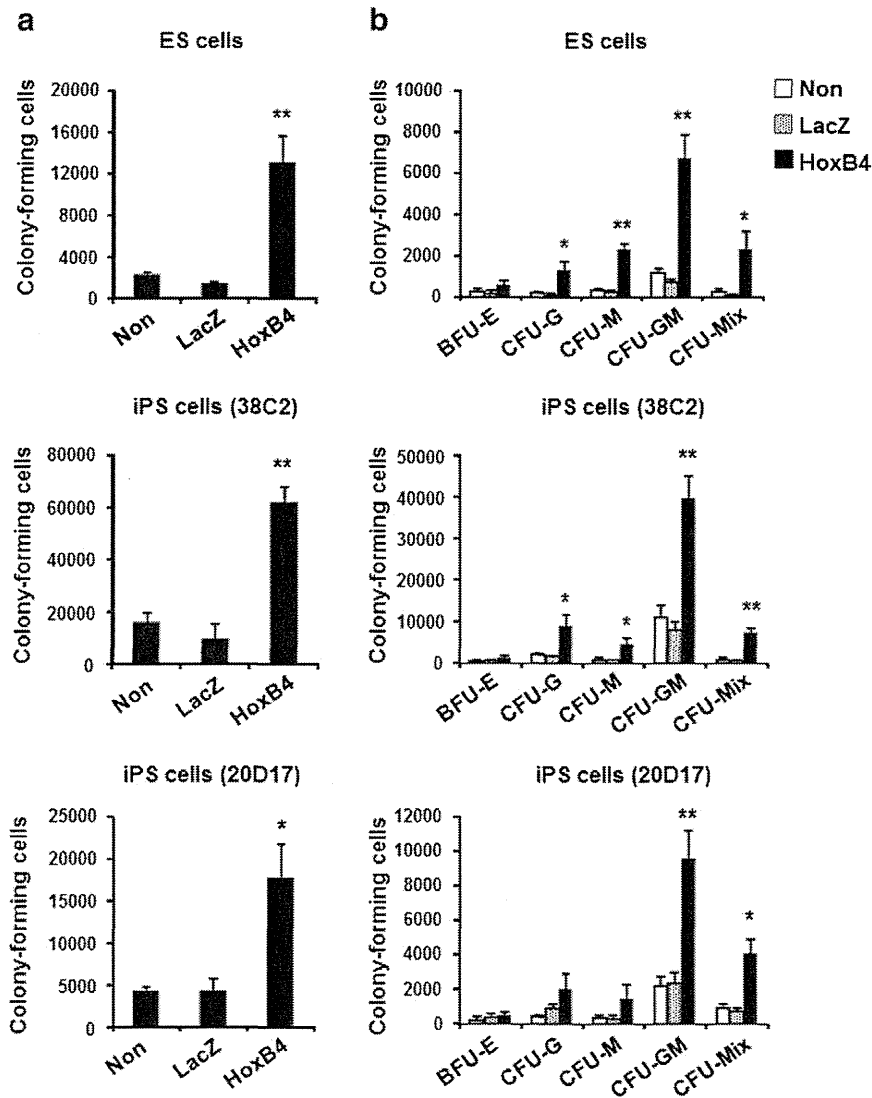 a
ES cells
Colony-forming cells
20000
16000
12000
8000
4000
0
**
Non
LacZ
HoxB4
b
ES cells
Colony-forming cells
10000
8000
6000
4000
2000
0
*
**
**
*
BFU-E
CFU-G
CFU-M
CFU-GM
CFU-Mix
Non
LacZ
HoxB4
iPS cells (38C2)
Colony-forming cells
80000
60000
40000
20000
0
**
Non
LacZ
HoxB4
iPS cells (38C2)
Colony-forming cells
50000
40000
30000
20000
10000
0
*
*
**
**
BFU-E
CFU-G
CFU-M
CFU-GM
CFU-Mix
iPS cells (20D17)
Colony-forming cells
25000
20000
15000
10000
5000
0
*
Non
LacZ
HoxB4
iPS cells (20D17)
Colony-forming cells
12000
10000
8000
6000
4000
2000
0
**
*
BFU-E
CFU-G
CFU-M
CFU-GM
CFU-Mix